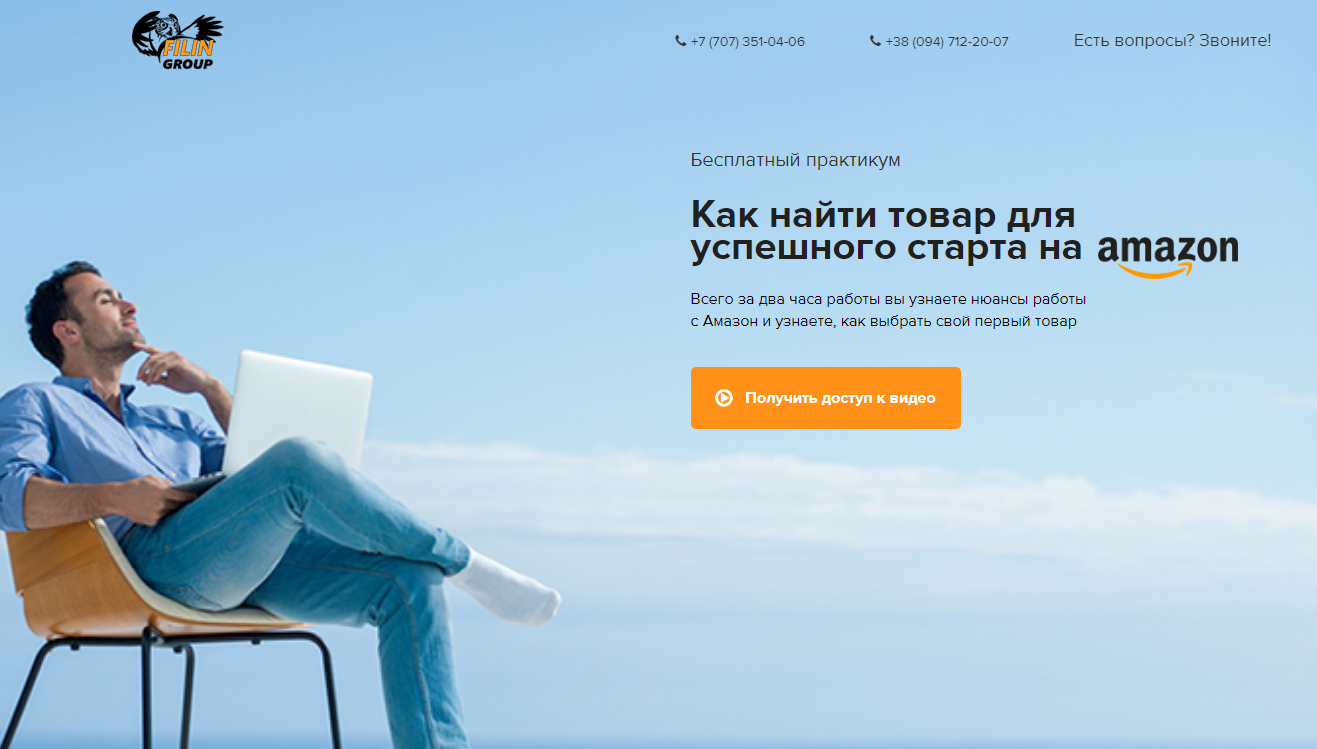 FILIN
GROUP
+7 (707) 351-04-06
+38 (094) 712-20-07
Есть вопросы? Звоните!
Бесплатный практикум
Как найти товар для
успешного старта на amazon
Всего за два часа работы вы узнаете нюансы работы
с Амазон и узнаете, как выбрать свой первый товар
Получить доступ к видео